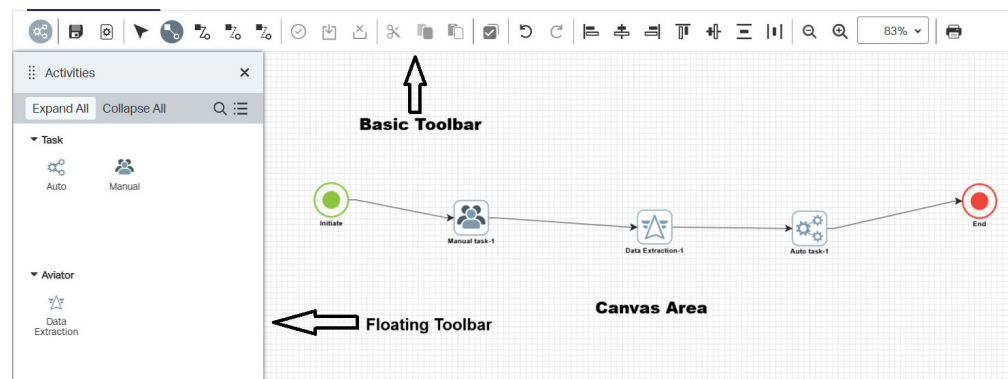 83%
Activities
Expand All Collapse All
Task
Auto Manual
Aviator
Data
Extraction
Basic Toolbar
Initiate
Manual task-1
Data Extraction-1
Auto task-1
End
Canvas Area
Floating Toolbar